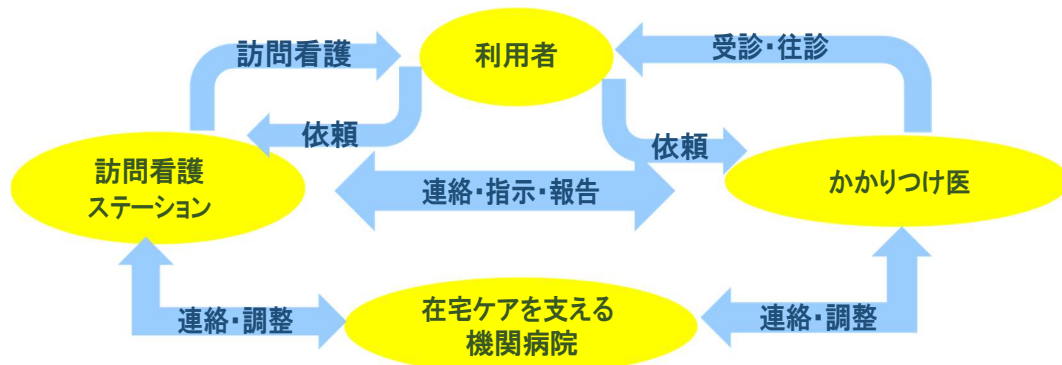 訪問看護
利用者
受診・往診
依頼
依頼
訪問看護
ステーション
連絡・指示・報告
かかりつけ医
連絡・調整
在宅ケアを支える
機関病院
連絡・調整